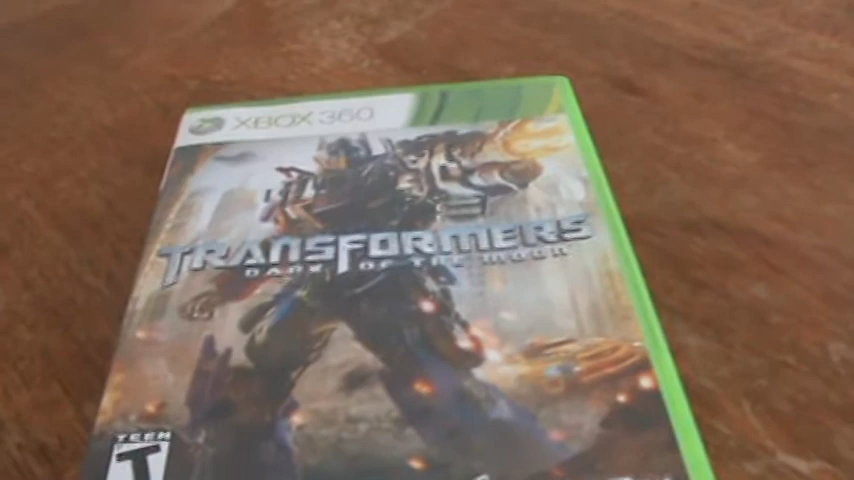 XBOX 360
TRANSFORMERS
DARK OF THE MOON
TEEN
T